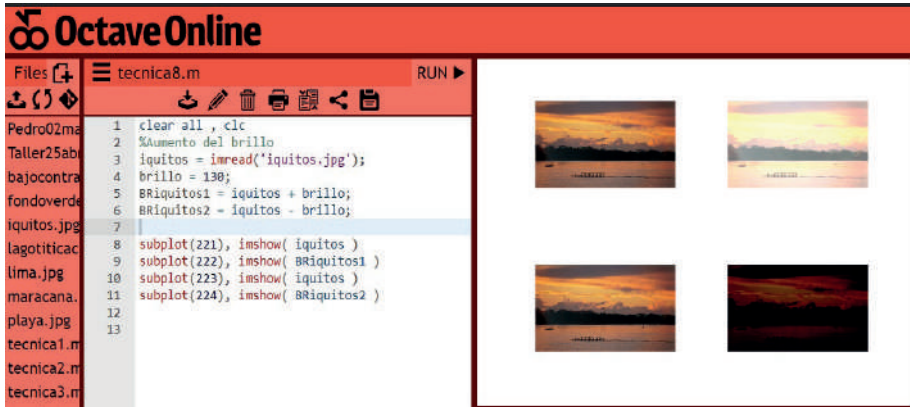 Octave Online
Files
tecnica8.m
RUN
Pedro02ma
Taller25abr
bajocontra
fondoverde
iquitos.jpg
lagotiticac
lima.jpg
maracana.
playa.jpg
tecnica1.m
tecnica2.m
tecnica3.m
1 clear all , clc
2 %Aumento del brillo
3 iquitos = imread('iquitos.jpg');
4 brillo = 130;
5 BRiquitos1 = iquitos + brillo;
6 BRiquitos2 = iquitos - brillo;
7
8 subplot(221), imshow( iquitos )
9 subplot(222), imshow( BRiquitos1 )
10 subplot(223), imshow( iquitos )
11 subplot(224), imshow( BRiquitos2 )
12
13